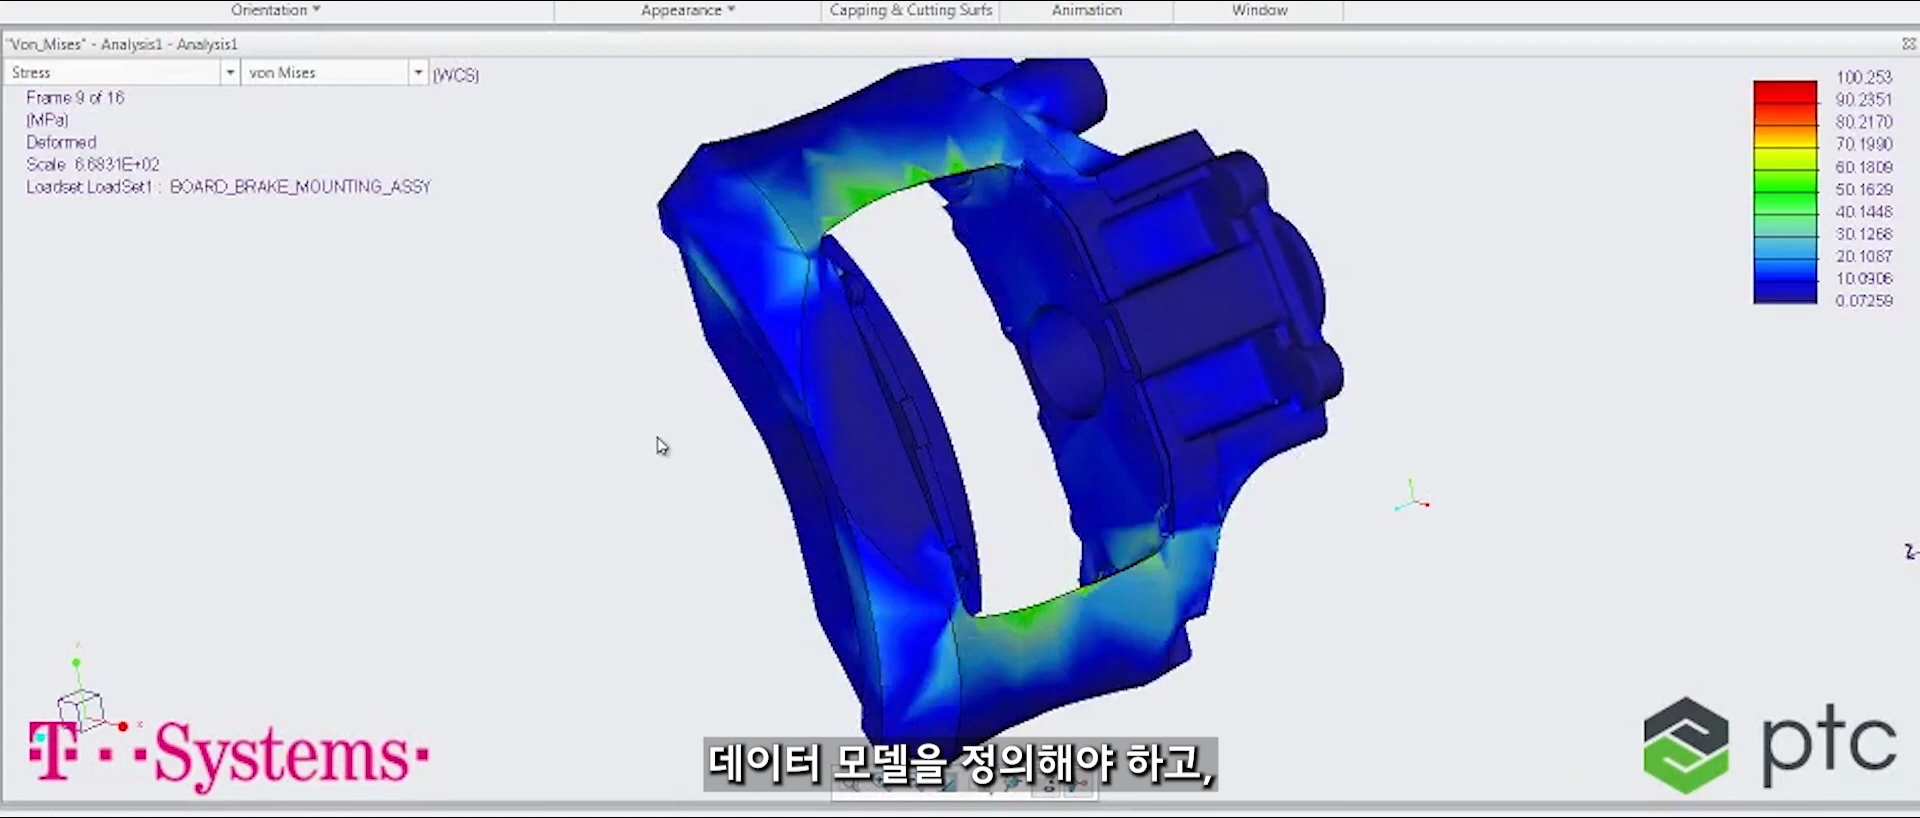 Orientation
Appearance
Capping & Cutting Surfs
Animation
Window
"Von_Mises" - Analysis1 - Analysis1
Stress
von Mises
(WCS)
Frame 9 of 16
(MPa)
Deformed
Scale 6.6831E+02
Loadset:LoadSet1 : BOARD_BRAKE_MOUNTING_ASSY
100.253
90.2351
80.2170
70.1990
60.1809
50.1629
40.1448
30.1268
20.1087
10.0906
0.07259
T··Systems·
데이터 모델을 정의해야 하고,
ptc